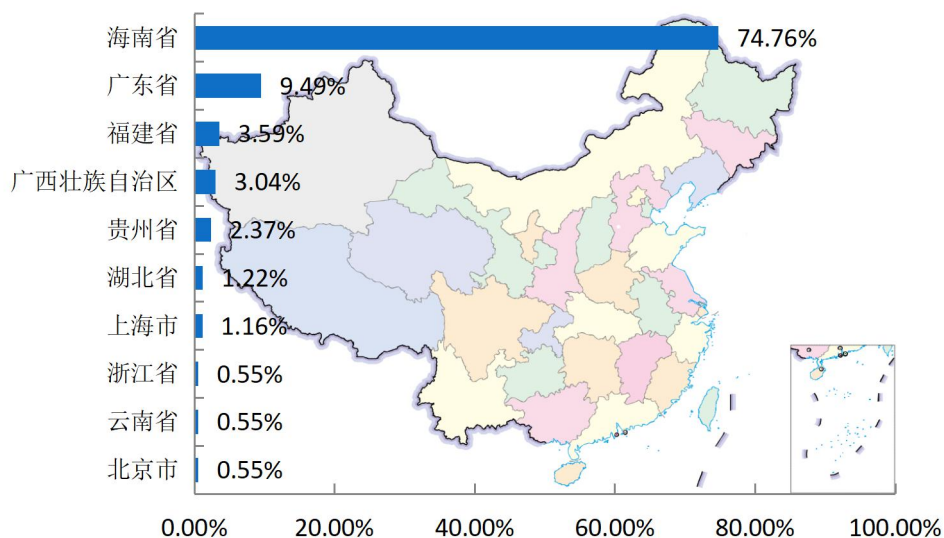 海南省 74.76%
广东省 9.49%
福建省 3.59%
广西壮族自治区 3.04%
贵州省 2.37%
湖北省 1.22%
上海市 1.16%
浙江省 0.55%
云南省 0.55%
北京市 0.55%
0.00% 20.00% 40.00% 60.00% 80.00% 100.00%